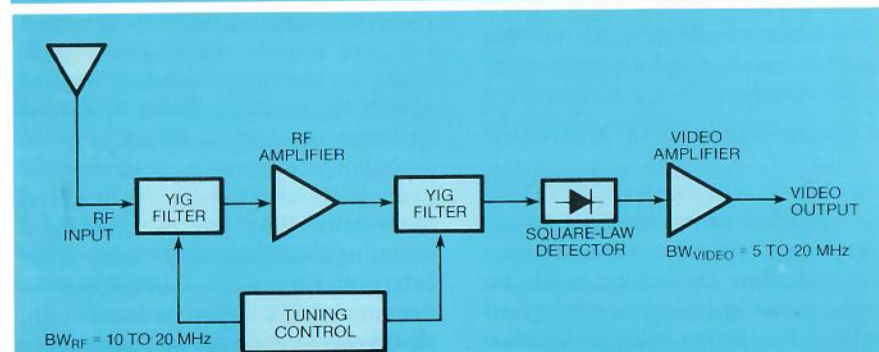 RF
AMPLIFIER
VIDEO
AMPLIFIER
YIG
FILTER
YIG
FILTER
RF
INPUT
VIDEO
OUTPUT
SQUARE-LAW
DETECTOR
BWVIDEO = 5 TO 20 MHz
TUNING
CONTROL
BWRF = 10 TO 20 MHz